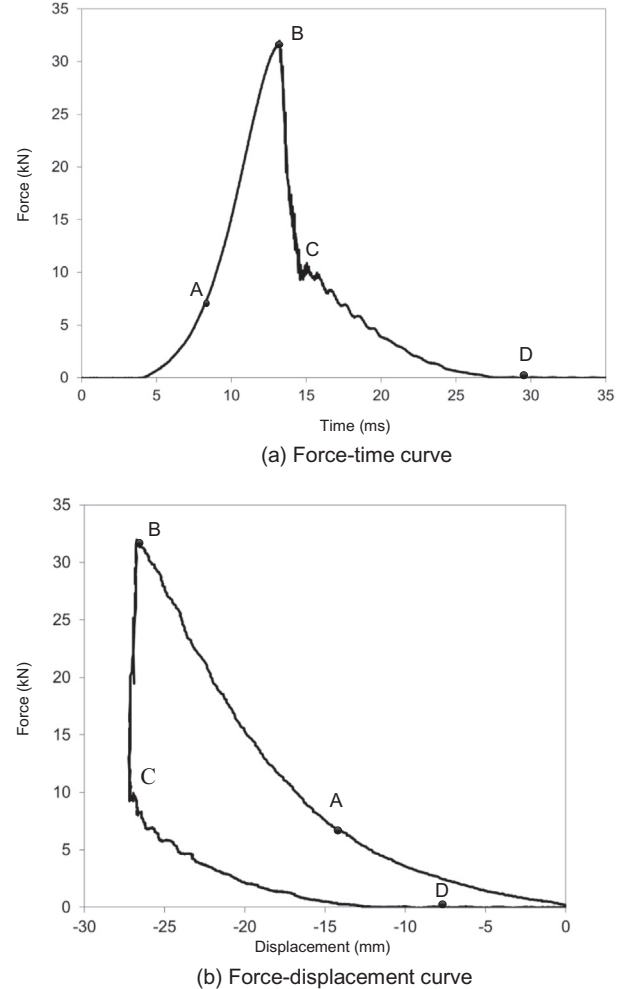 35
B
30
25
Force (kN)
20
15
C
10
A
5
D
0
0 5 10 15 20 25 30 35
Time (ms)
(a) Force-time curve
35
B
30
25
Force (kN)
20
15
C
10
A
5
D
0
-30 -25 -20 -15 -10 -5 0
Displacement (mm)
(b) Force-displacement curve